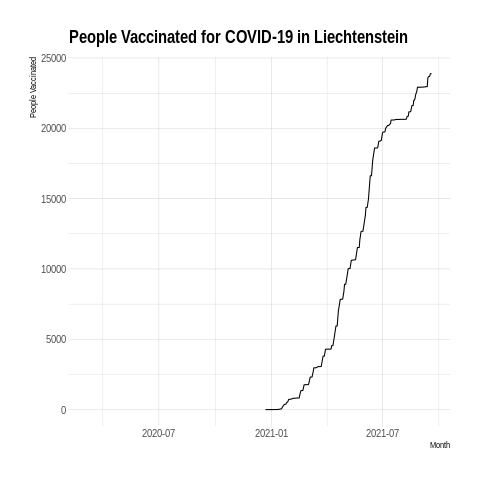 People Vaccinated for COVID-19 in Liechtenstein
People Vaccinated
25000
20000
15000
10000
5000
0
2020-07 2021-01 2021-07
Month